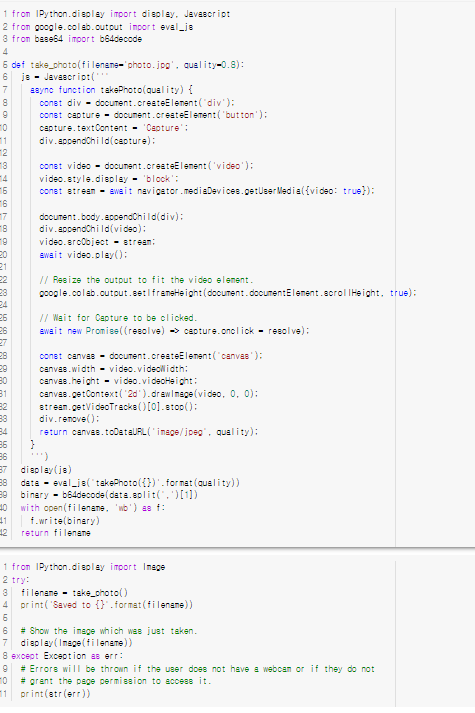 1 from IPython.display import display, Javascript
2 from google.colab.output import eval_js
3 from base64 import b64decode
4
5 def take_photo(filename='photo.jpg', quality=0.8):
6 js = Javascript('''
7 async function takePhoto(quality) {
8 const div = document.createElement('div');
9 const capture = document.createElement('button');
10 capture.textContent = 'Capture';
11 div.appendChild(capture);
12
13 const video = document.createElement('video');
14 video.style.display = 'block';
15 const stream = await navigator.mediaDevices.getUserMedia({video: true});
16
17 document.body.appendChild(div);
18 div.appendChild(video);
19 video.srcObject = stream;
20 await video.play();
21
22 // Resize the output to fit the video element.
23 google.colab.output.setIframeHeight(document.documentElement.scrollHeight, true);
24
25 // Wait for Capture to be clicked.
26 await new Promise((resolve) => capture.onclick = resolve);
27
28 const canvas = document.createElement('canvas');
29 canvas.width = video.videoWidth;
30 canvas.height = video.videoHeight;
31 canvas.getContext('2d').drawImage(video, 0, 0);
32 stream.getVideoTracks()[0].stop();
33 div.remove();
34 return canvas.toDataURL('image/jpeg', quality);
35 }
36 ''')
37 display(js)
38 data = eval_js('takePhoto({})'.format(quality))
39 binary = b64decode(data.split(',')[1])
40 with open(filename, 'wb') as f:
41 f.write(binary)
42 return filename
1 from IPython.display import Image
2 try:
3 filename = take_photo()
4 print('Saved to {}'.format(filename))
5
6 # Show the image which was just taken.
7 display(Image(filename))
8 except Exception as err:
9 # Errors will be thrown if the user does not have a webcam or if they do not
10 # grant the page permission to access it.
11 print(str(err))